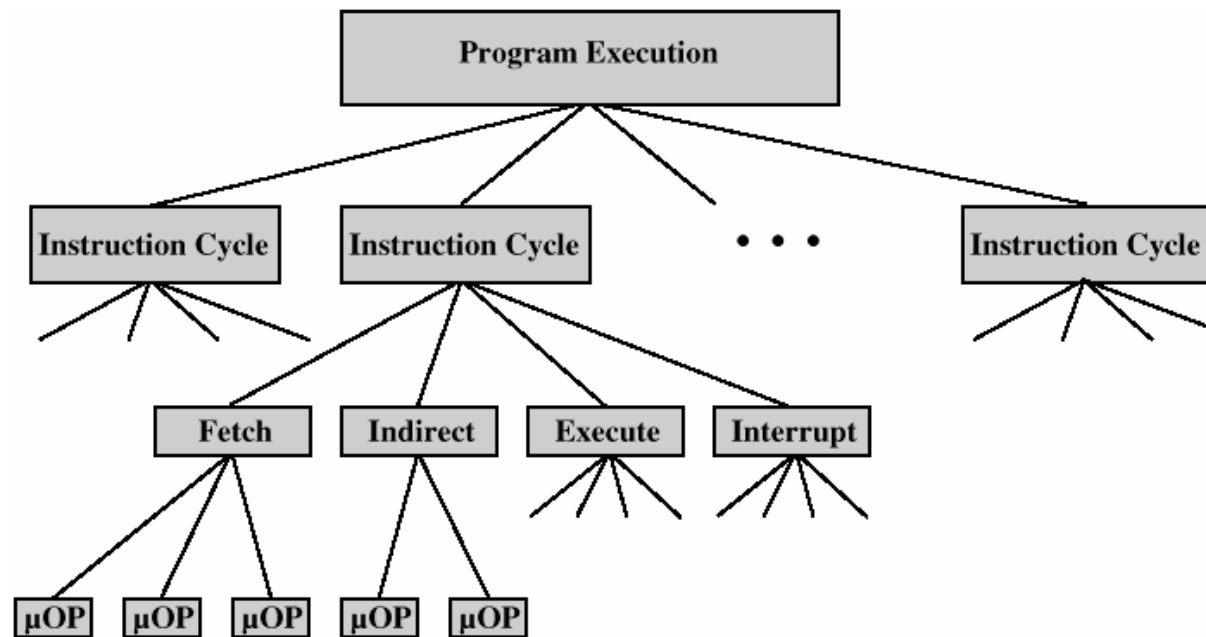 Program Execution
Instruction Cycle
Instruction Cycle
• • •
Instruction Cycle
Fetch
Indirect
Execute
Interrupt
μOP
μOP
μOP
μOP
μOP